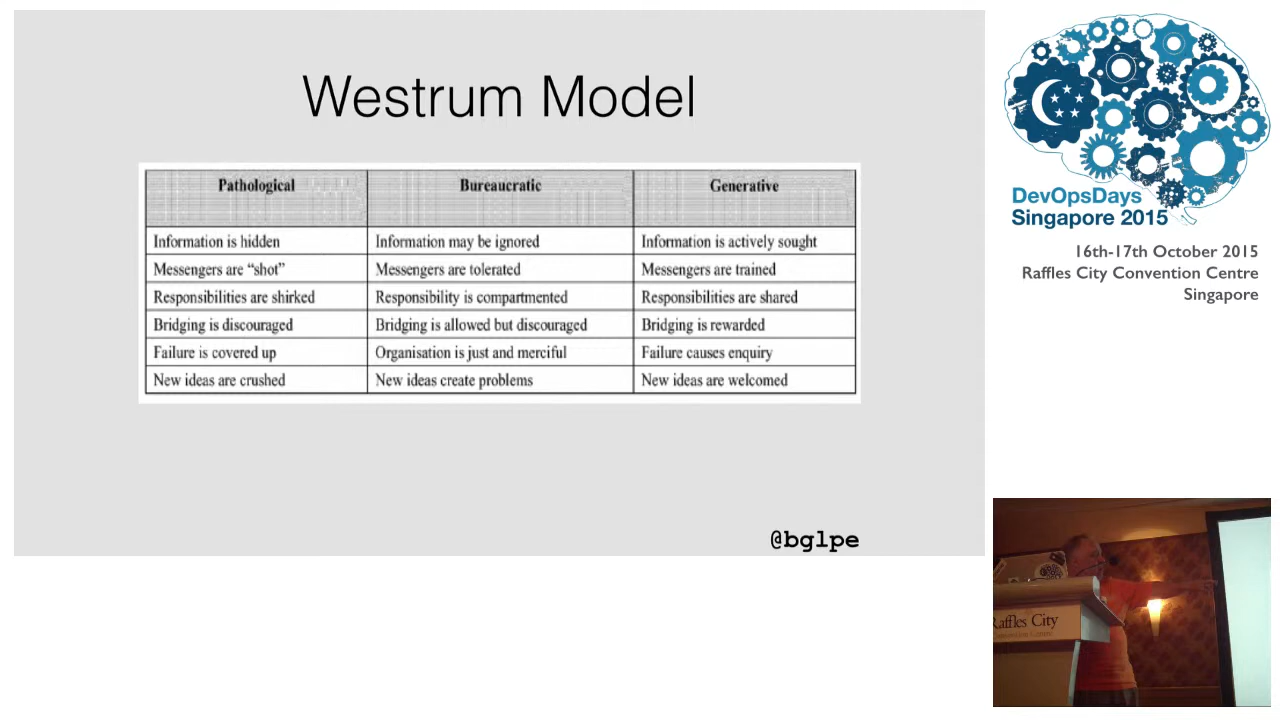 Westrum Model
Pathological Bureaucratic Generative
Information is hidden Information may be ignored Information is actively sought
Messengers are “shot” Messengers are tolerated Messengers are trained
Responsibilities are shirked Responsibility is compartmented Responsibilities are shared
Bridging is discouraged Bridging is allowed but discouraged Bridging is rewarded
Failure is covered up Organisation is just and merciful Failure causes enquiry
New ideas are crushed New ideas create problems New ideas are welcomed
@bglpe
DevOpsDays
Singapore 2015
16th-17th October 2015
Raffles City Convention Centre
Singapore
Raffles City